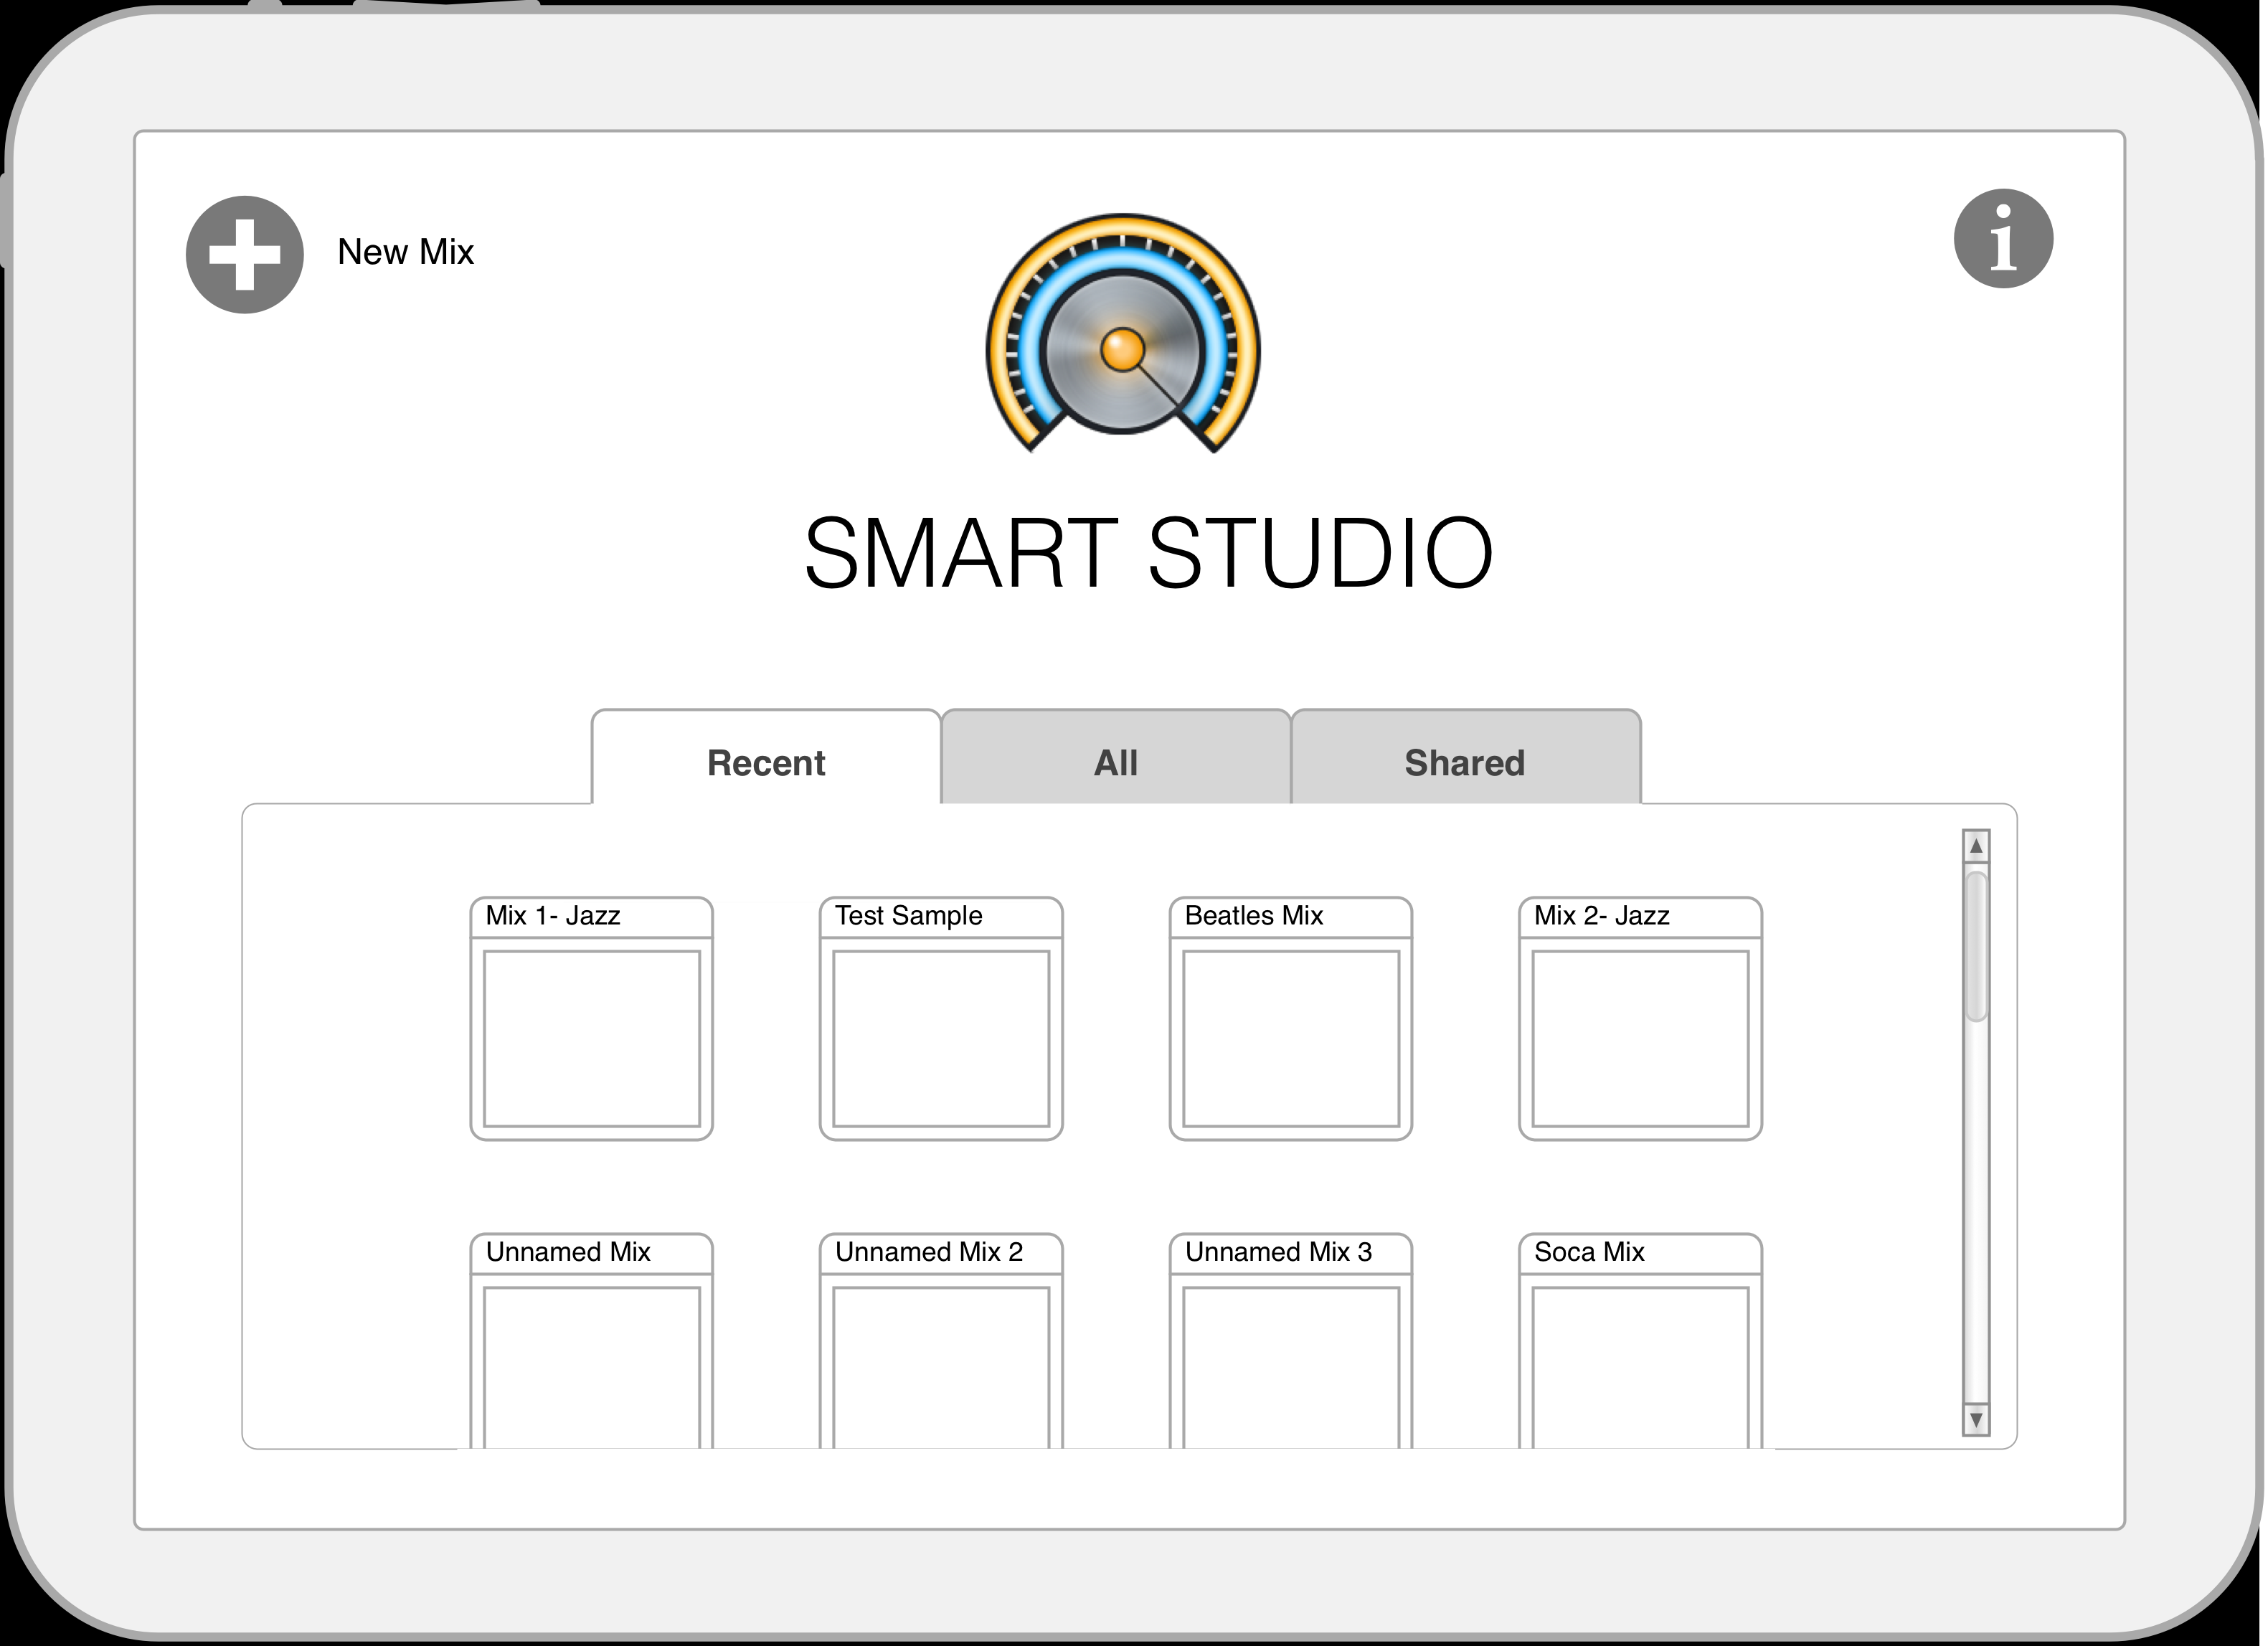 New Mix
i
SMART STUDIO
Recent
All
Shared
Mix 1- Jazz
Test Sample
Beatles Mix
Mix 2- Jazz
Unnamed Mix
Unnamed Mix 2
Unnamed Mix 3
Soca Mix